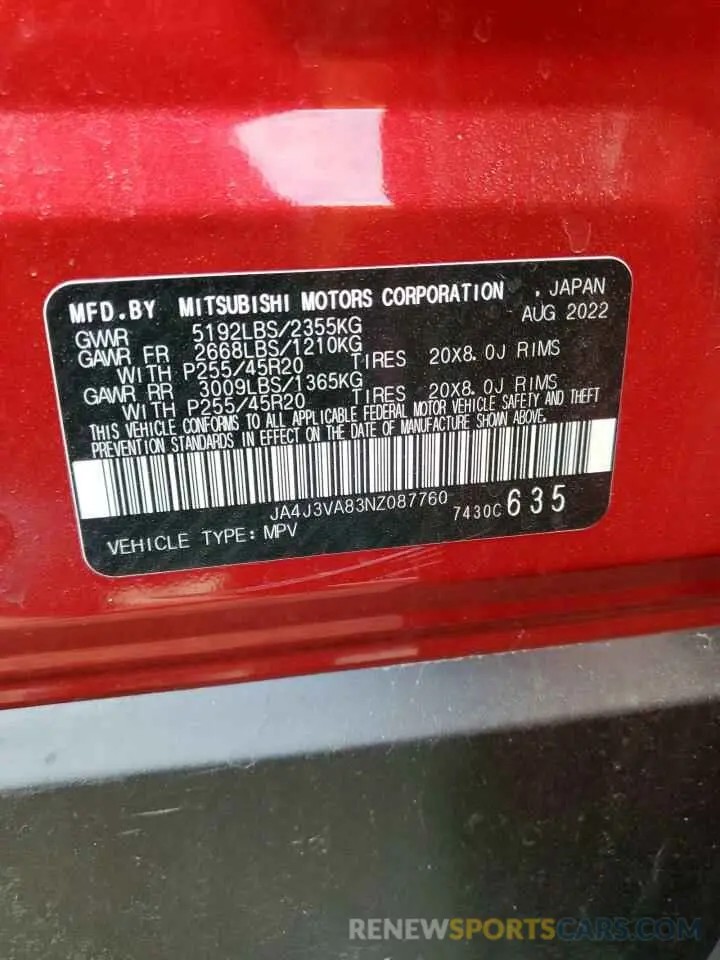 MFD.BY MITSUBISHI MOTORS CORPORATION , JAPAN
GWWR 5192LBS/2355KG AUG 2022
GAWR FR 2668LBS/1210KG
WITH P255/45R20 TIRES 20X8.0J RIMS
GAWR RR 3009LBS/1365KG
WITH P255/45R20 TIRES 20X8.0J RIMS
THIS VEHICLE CONFORMS TO ALL APPLICABLE FEDERAL MOTOR VEHICLE SAFETY AND THEFT
PREVENTION STANDARDS IN EFFECT ON THE DATE OF MANUFACTURE SHOWN ABOVE.
JA4J3VA83NZ087760 7430C 635
VEHICLE TYPE: MPV
RENEWSPORTSCARS.COM